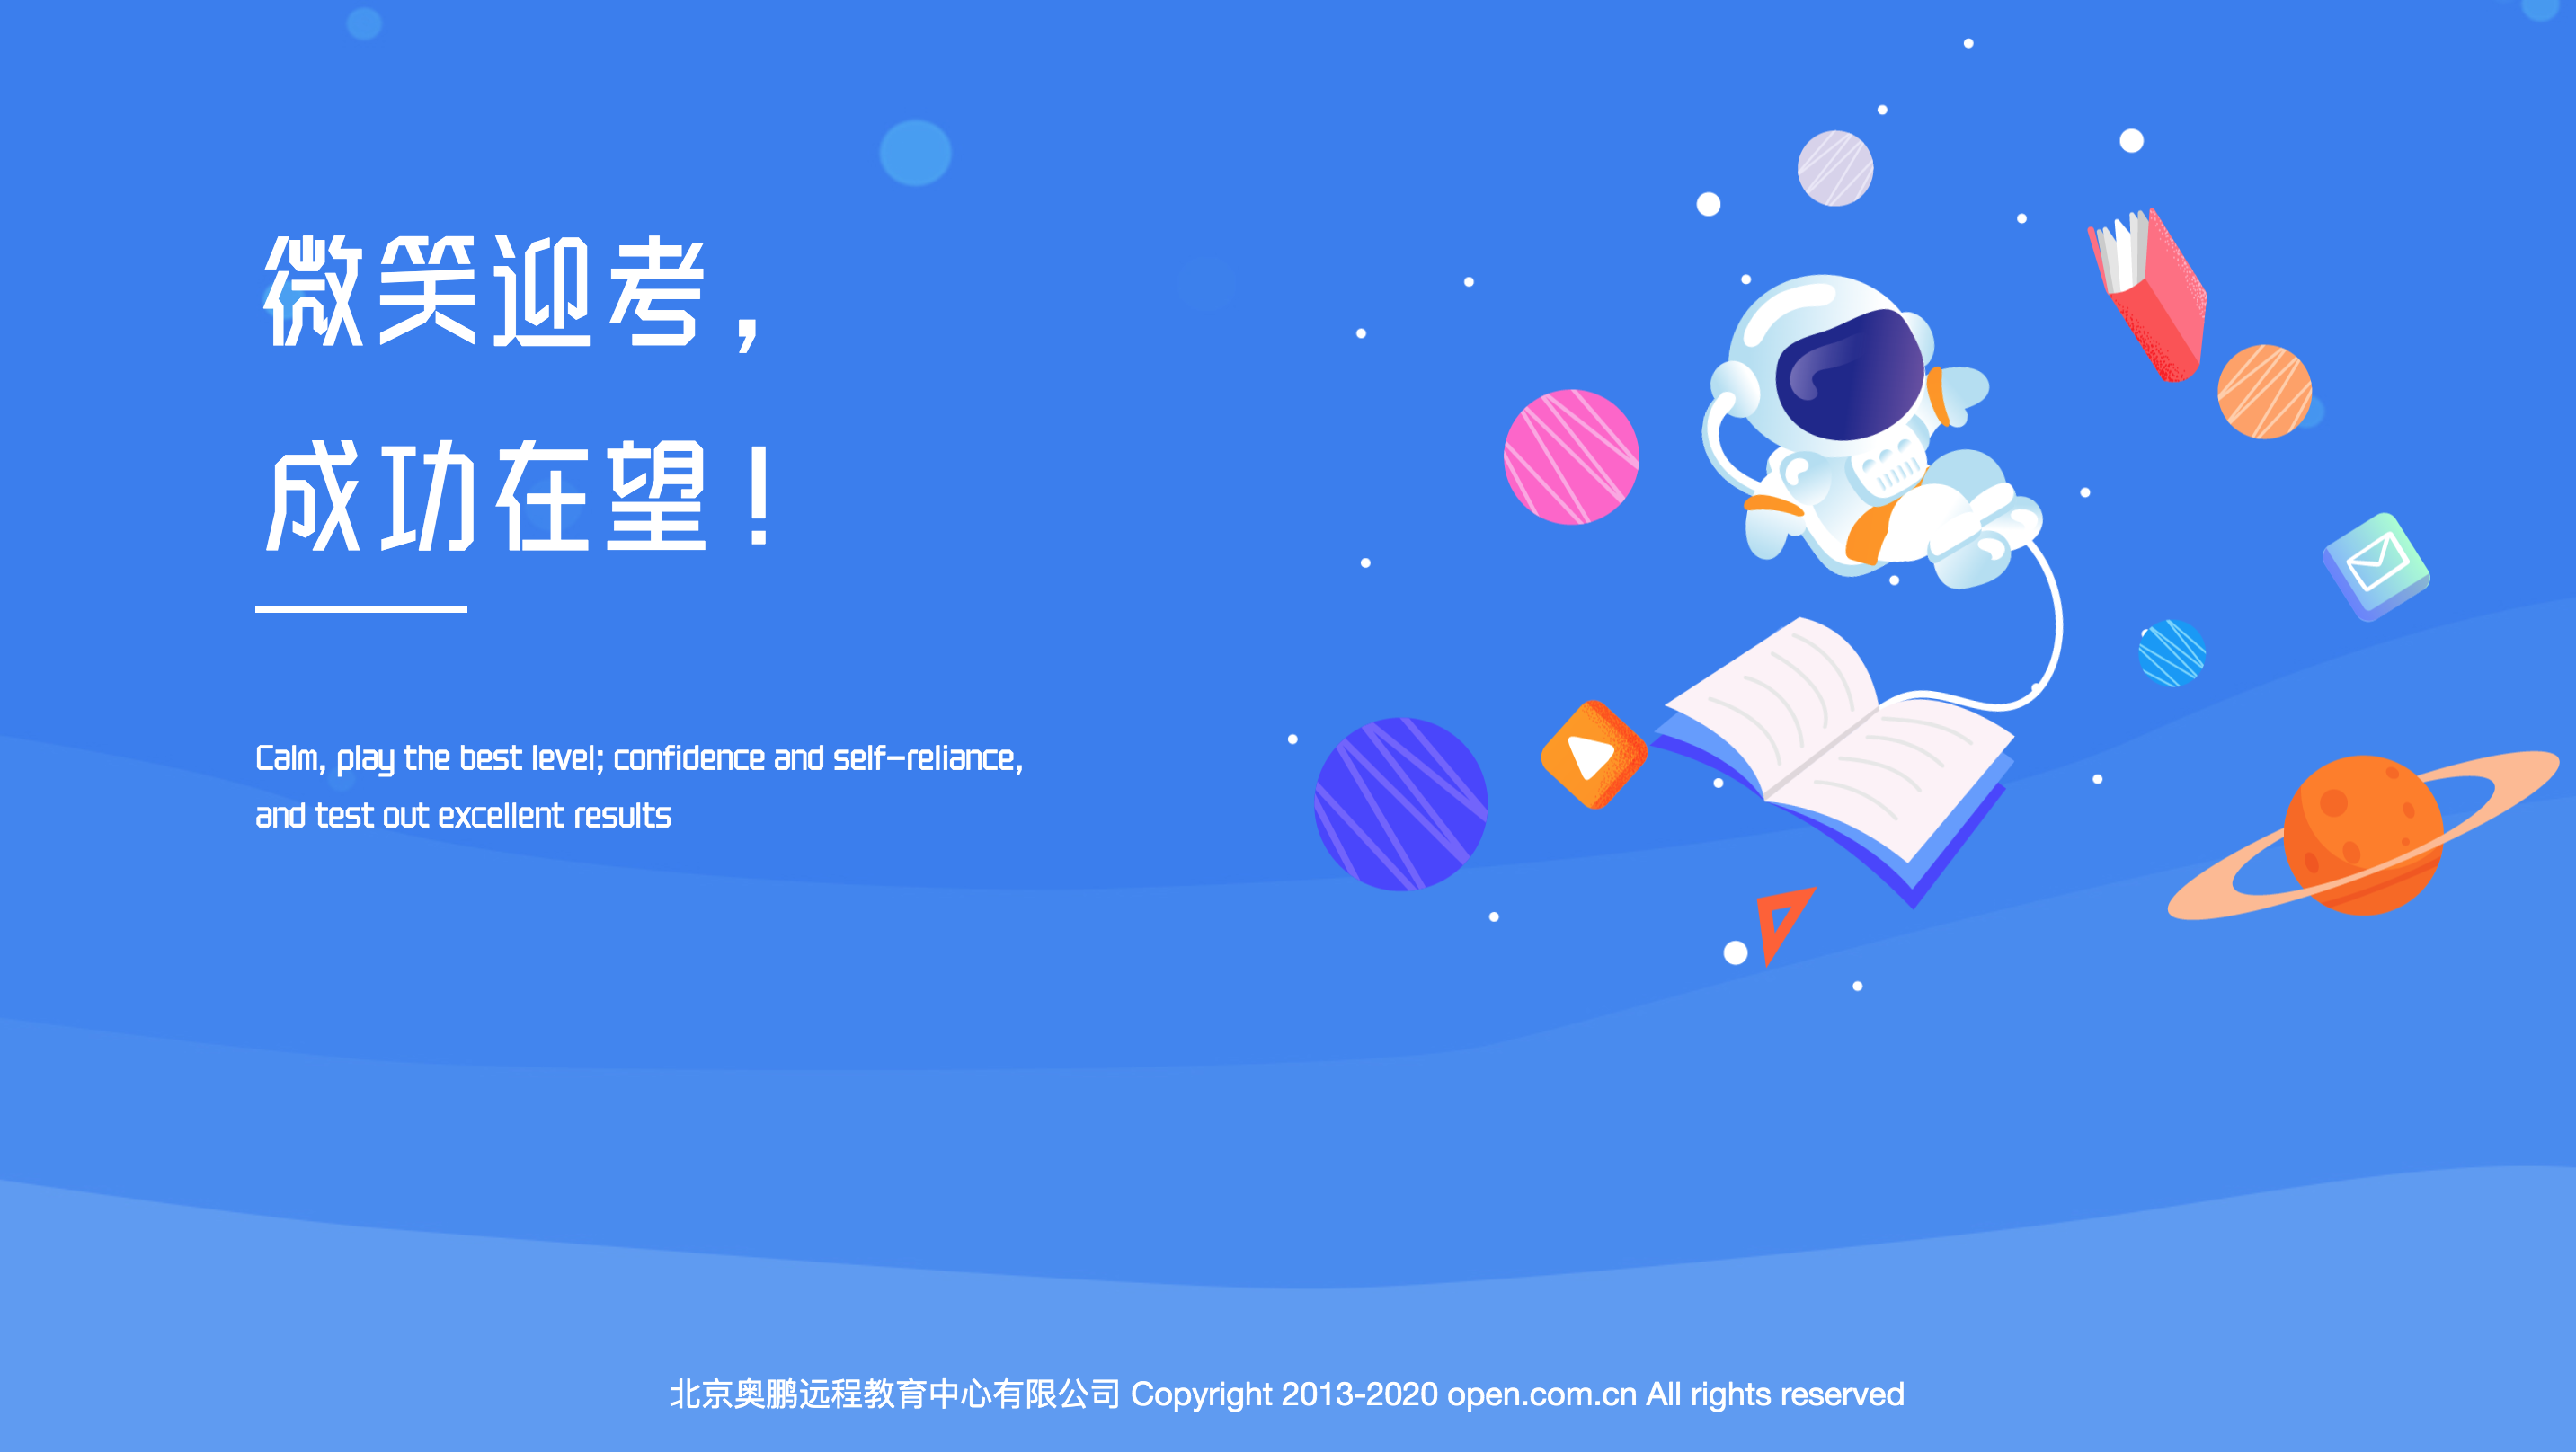 微笑迎考，
成功在望！
Calm, play the best level; confidence and self-reliance,
and test out excellent results
北京奥鹏远程教育中心有限公司 Copyright 2013-2020 open.com.cn All rights reserved